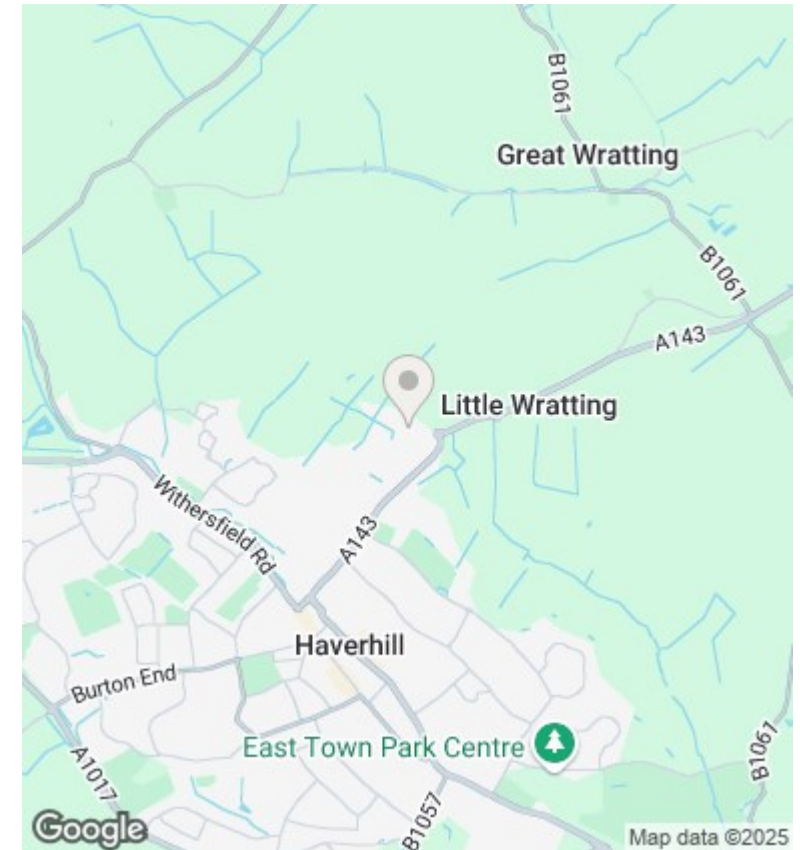 B1061
Great Wratting
B1061
A143
Little Wratting
Withersfield Rd
A143
Haverhill
Burton End
East Town Park Centre
A1017
B1061
B1057
Google
Map data ©2025